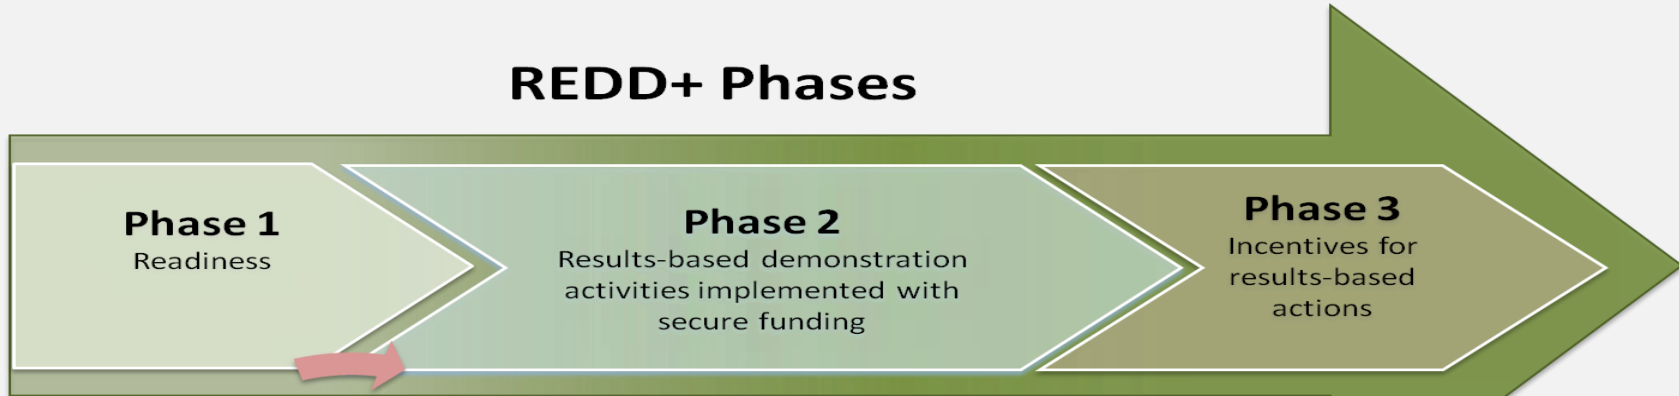 REDD+ Phases
Phase 1
Readiness
Phase 2
Results-based demonstration
activities implemented with
secure funding
Phase 3
Incentives for
results-based
actions